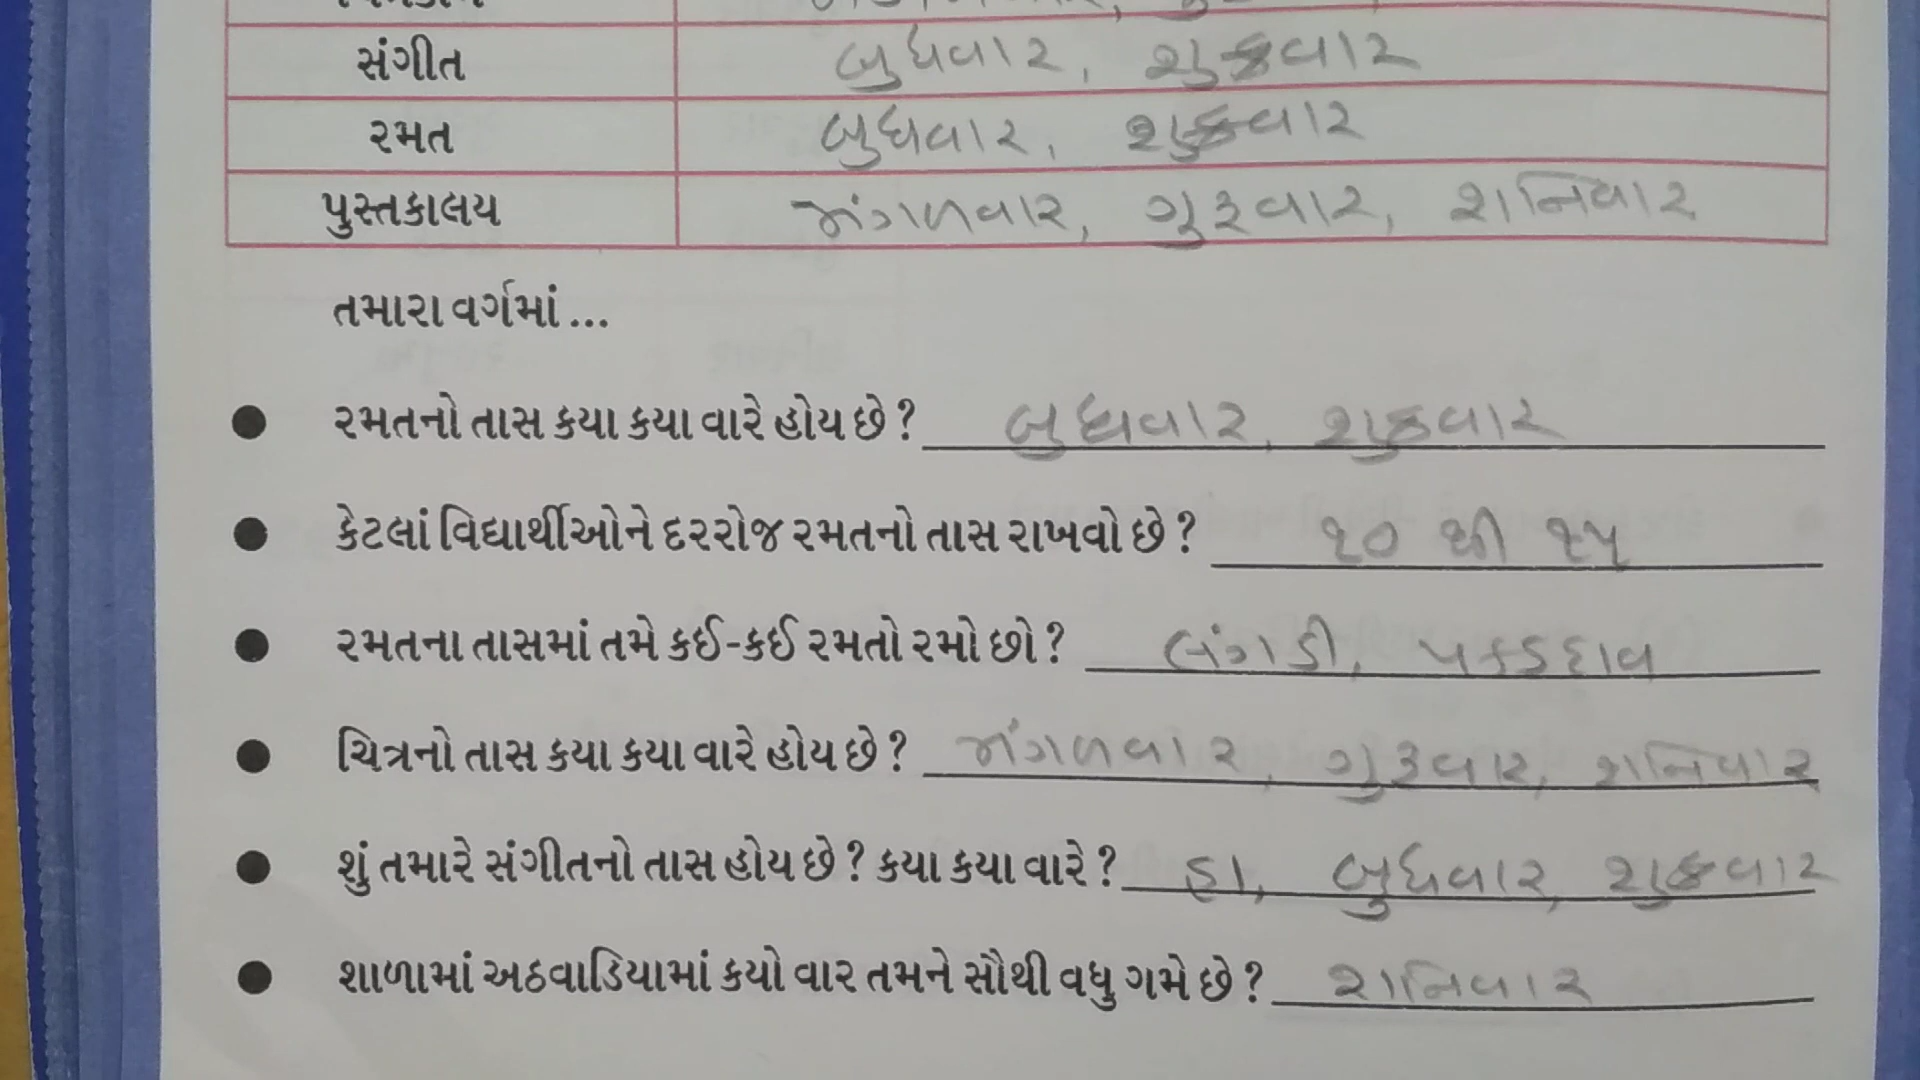 સંગીત બુધવાર, શુક્રવાર
રમત બુધવાર, શુક્રવાર
પુસ્તકાલય મંગળવાર, ગુરૂવાર, શનિવાર
તમારા વર્ગમાં...
● રમતનો તાસ કયા કયા વારે હોય છે? બુધવાર, શુક્રવાર
● કેટલાં વિદ્યાર્થીઓને દરરોજ રમતનો તાસ રાખવો છે? ૧૦ થી ૧૫
● રમતના તાસમાં તમે કઈ-કઈ રમતો રમો છો? લંગડી, પકડદાવ
● ચિત્રનો તાસ કયા કયા વારે હોય છે? મંગળવાર, ગુરૂવાર, શનિવાર
● શું તમારે સંગીતનો તાસ હોય છે? કયા કયા વારે? હા, બુધવાર, શુક્રવાર
● શાળામાં અઠવાડિયામાં કયો વાર તમને સૌથી વધુ ગમે છે? શનિવાર